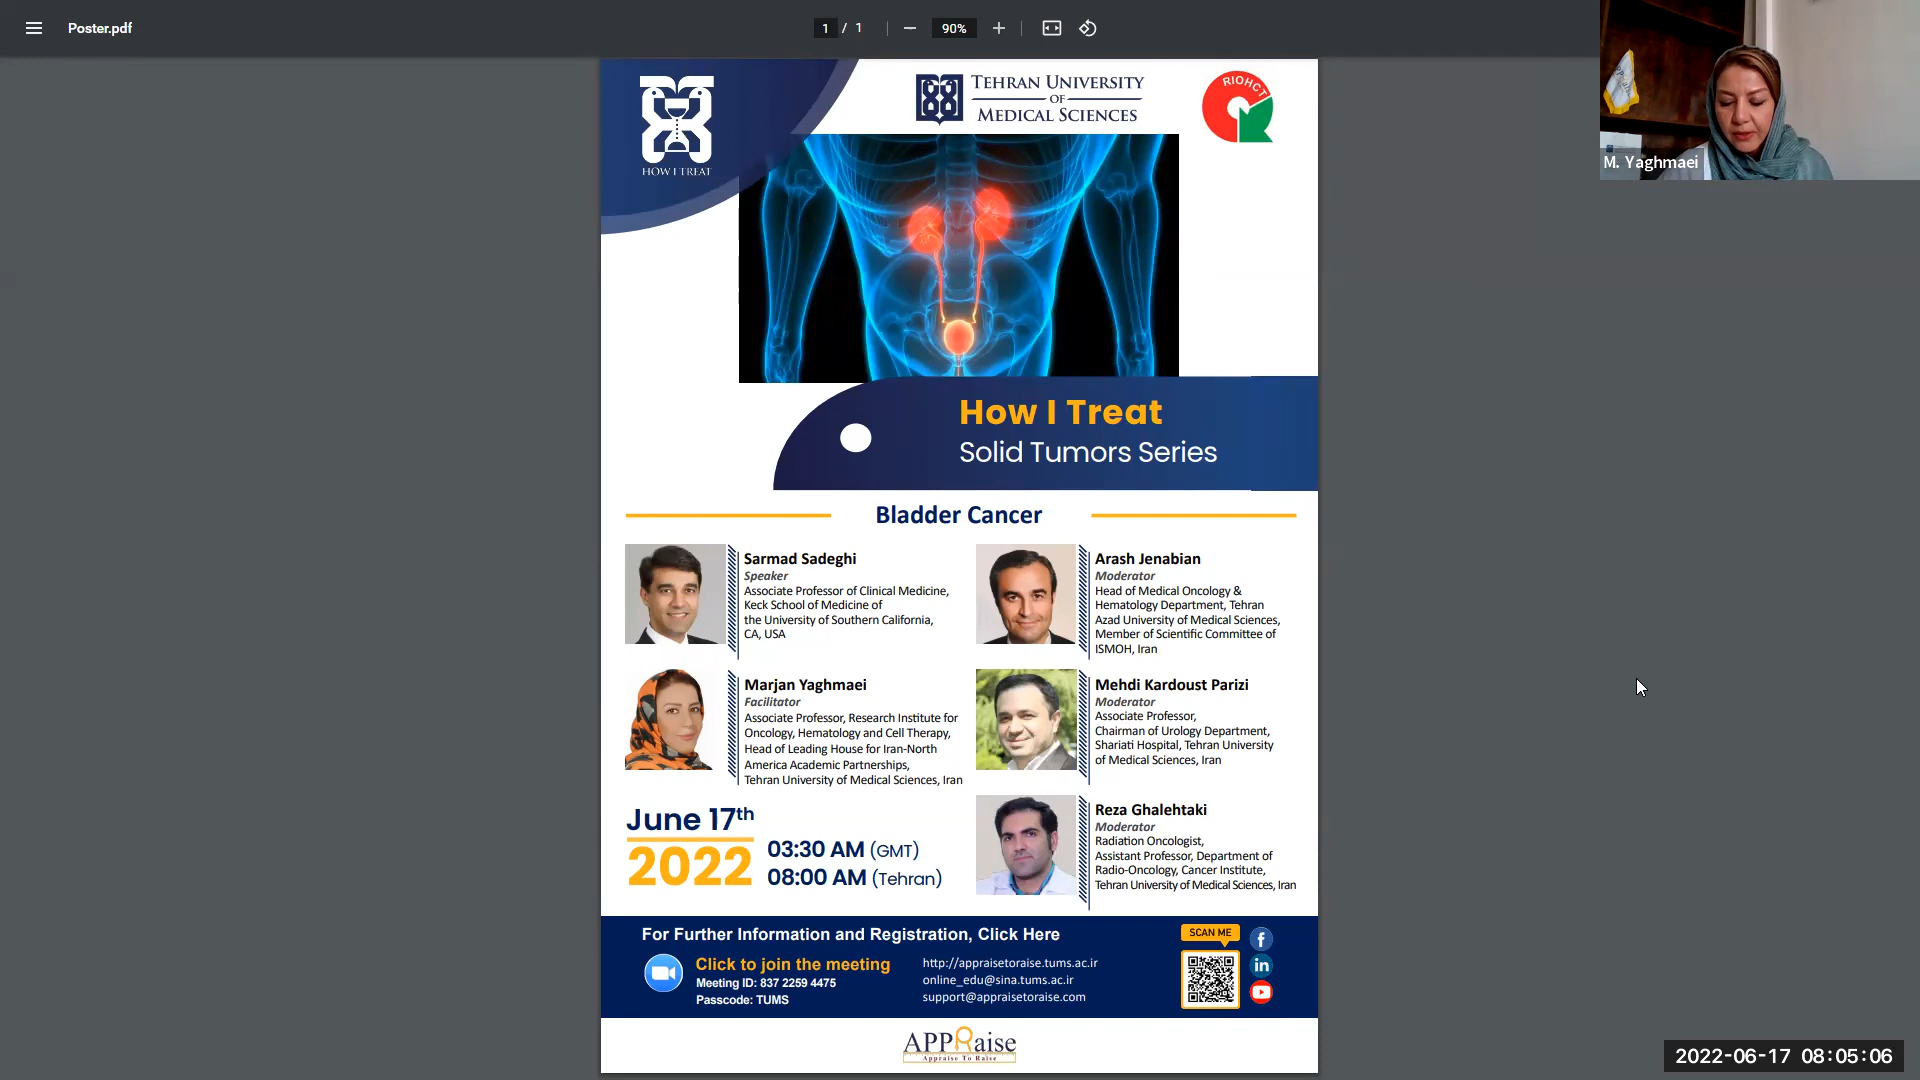 Poster.pdf
1 / 1
90%
M. Yaghmaei
HOW I TREAT
TEHRAN UNIVERSITY
OF
MEDICAL SCIENCES
RIOHCT
How I Treat
Solid Tumors Series
Bladder Cancer
Sarmad Sadeghi
Speaker
Associate Professor of Clinical Medicine,
Keck School of Medicine of
the University of Southern California,
CA, USA
Arash Jenabian
Moderator
Head of Medical Oncology &
Hematology Department, Tehran
Azad University of Medical Sciences,
Member of Scientific Committee of
ISMOH, Iran
Marjan Yaghmaei
Facilitator
Associate Professor, Research Institute for
Oncology, Hematology and Cell Therapy,
Head of Leading House for Iran-North
America Academic Partnerships,
Tehran University of Medical Sciences, Iran
Mehdi Kardoust Parizi
Moderator
Associate Professor,
Chairman of Urology Department,
Shariati Hospital, Tehran University
of Medical Sciences, Iran
June 17th
2022
03:30 AM (GMT)
08:00 AM (Tehran)
Reza Ghalehtaki
Moderator
Radiation Oncologist,
Assistant Professor, Department of
Radio-Oncology, Cancer Institute,
Tehran University of Medical Sciences, Iran
For Further Information and Registration, Click Here
Click to join the meeting
Meeting ID: 837 2259 4475
Passcode: TUMS
http://appraisetoraise.tums.ac.ir
online_edu@sina.tums.ac.ir
support@appraisetoraise.com
SCAN ME
f
in
APPRaise
Appraise To Raise
2022-06-17 08:05:06